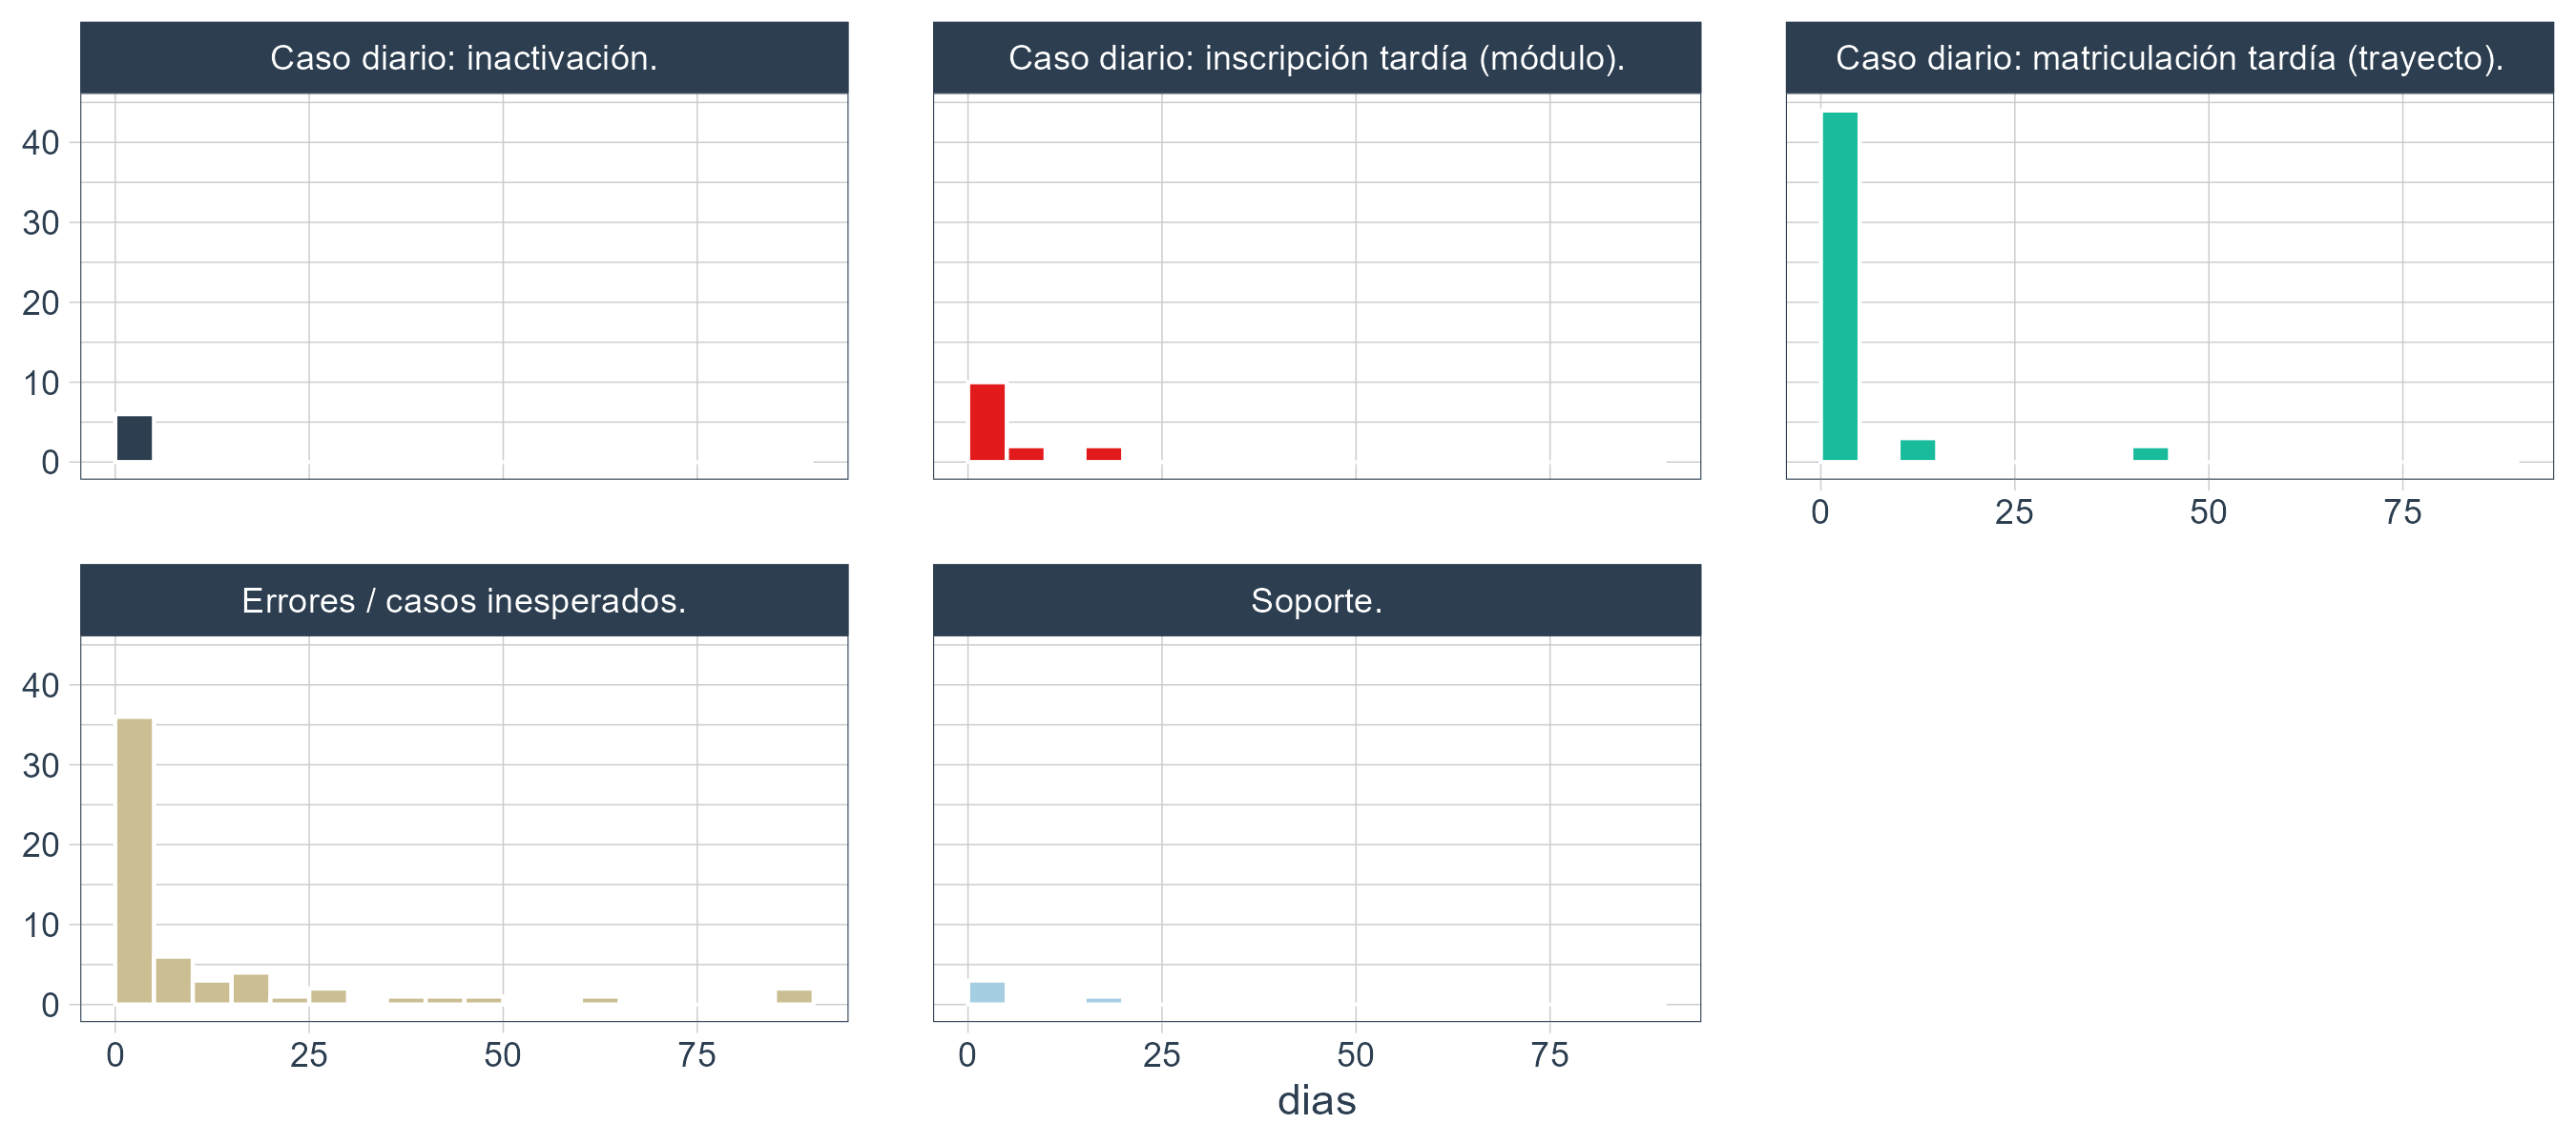 Caso diario: inactivación.
Caso diario: inscripción tardía (módulo).
Caso diario: matriculación tardía (trayecto).
40
30
20
10
0
0 25 50 75
Errores / casos inesperados.
Soporte.
40
30
20
10
0
0 25 50 75
0 25 50 75
dias